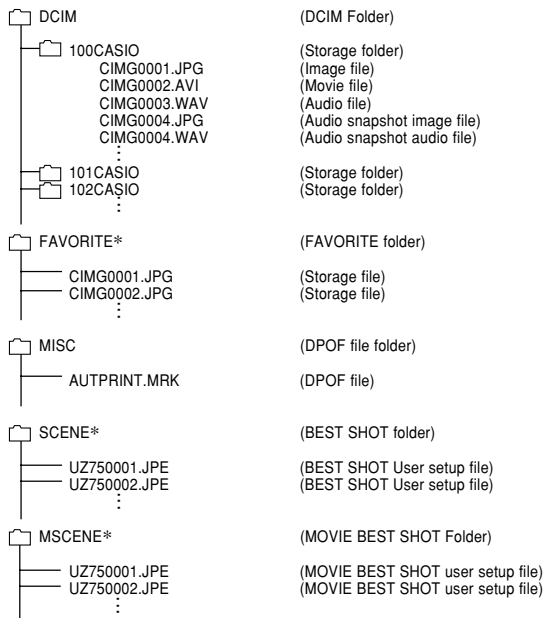 DCIM (DCIM Folder)
100CASIO (Storage folder)
CIMG0001.JPG (Image file)
CIMG0002.AVI (Movie file)
CIMG0003.WAV (Audio file)
CIMG0004.JPG (Audio snapshot image file)
CIMG0004.WAV (Audio snapshot audio file)
101CASIO (Storage folder)
102CASIO (Storage folder)
FAVORITE* (FAVORITE folder)
CIMG0001.JPG (Storage file)
CIMG0002.JPG (Storage file)
MISC (DPOF file folder)
AUTPRINT.MRK (DPOF file)
SCENE* (BEST SHOT folder)
UZ750001.JPE (BEST SHOT User setup file)
UZ750002.JPE (BEST SHOT User setup file)
MSCENE* (MOVIE BEST SHOT Folder)
UZ750001.JPE (MOVIE BEST SHOT user setup file)
UZ750002.JPE (MOVIE BEST SHOT user setup file)